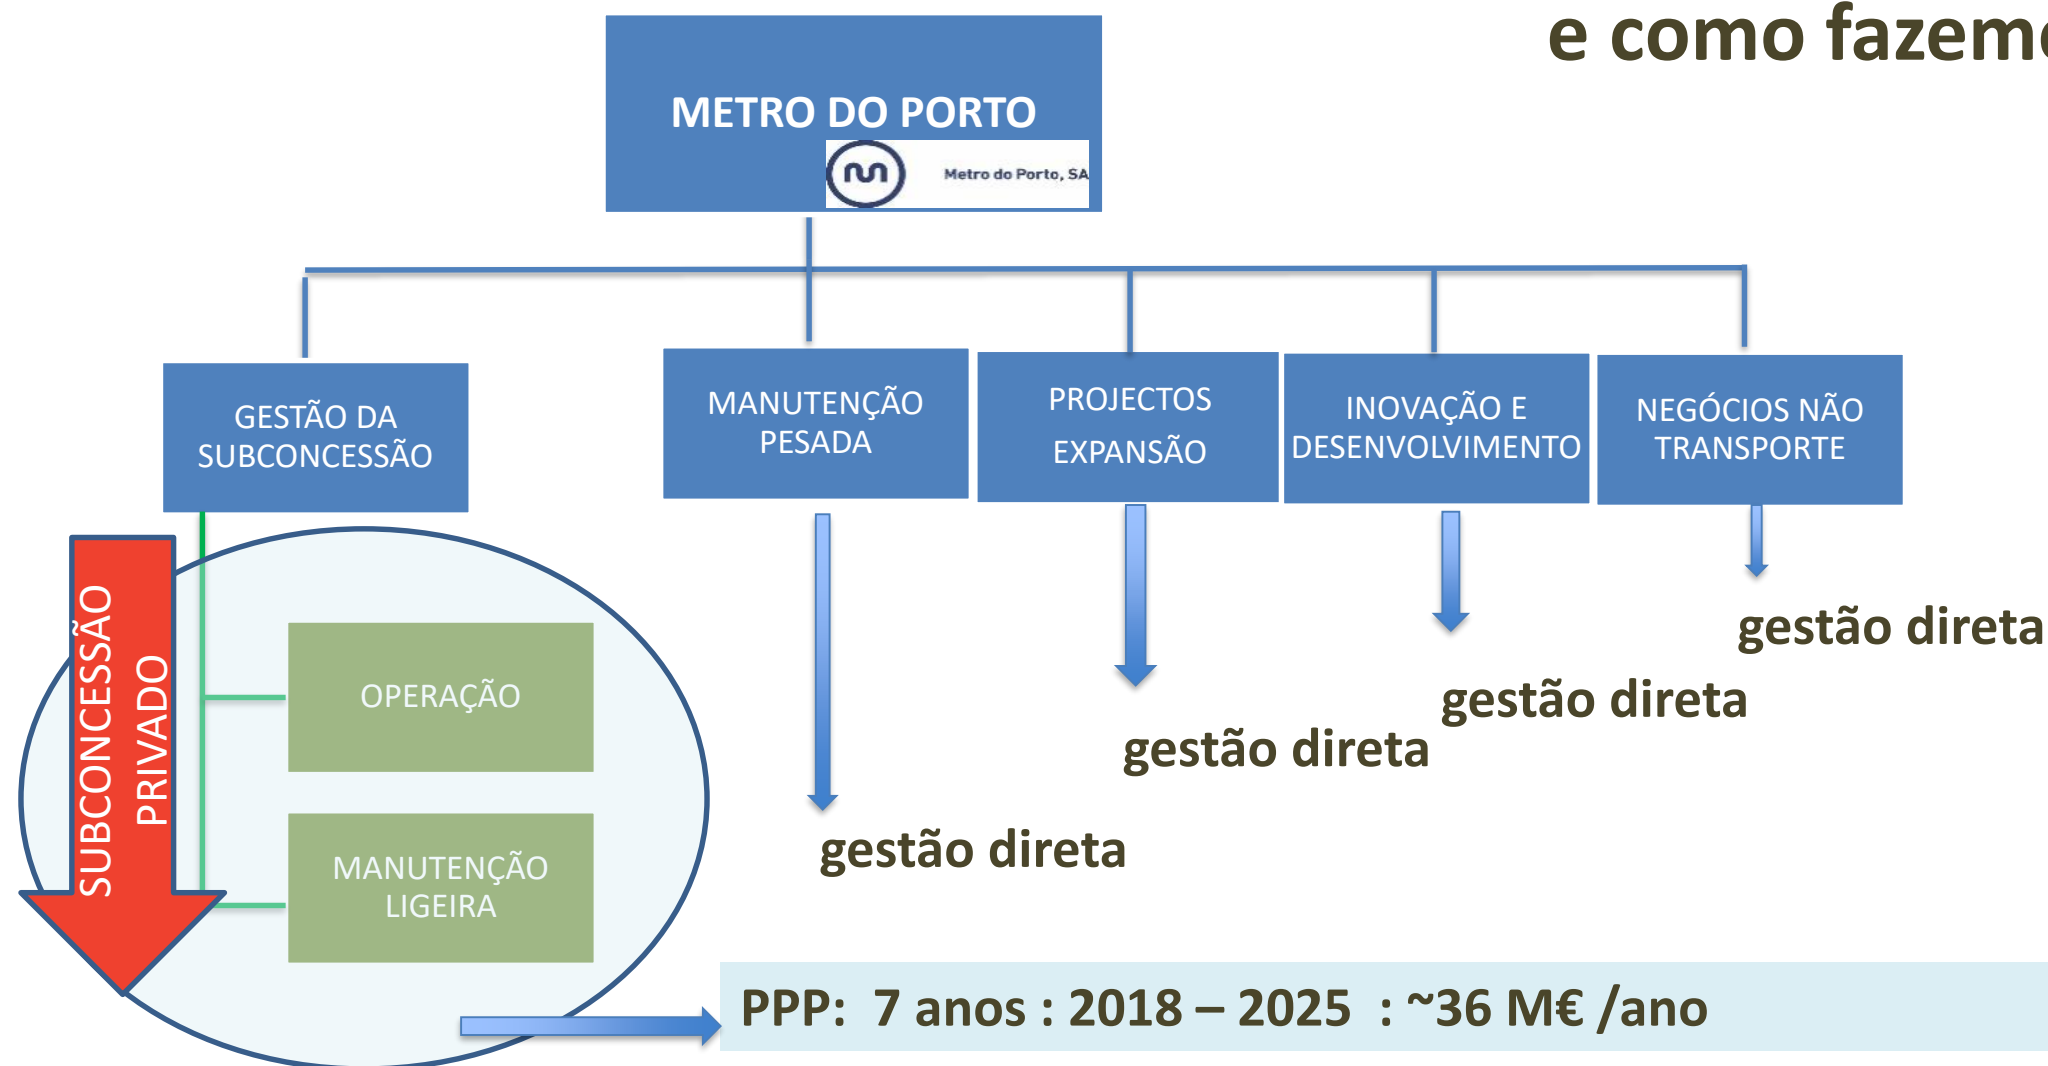 e como fazemo
METRO DO PORTO
Metro do Porto, SA
GESTÃO DA
SUBCONCESSÃO
MANUTENÇÃO
PESADA
PROJECTOS
EXPANSÃO
INOVAÇÃO E
DESENVOLVIMENTO
NEGÓCIOS NÃO
TRANSPORTE
SUBCONCESSÃO
PRIVADO
OPERAÇÃO
MANUTENÇÃO
LIGEIRA
gestão direta
gestão direta
gestão direta
gestão direta
PPP: 7 anos : 2018 – 2025 : ~36 M€ /ano